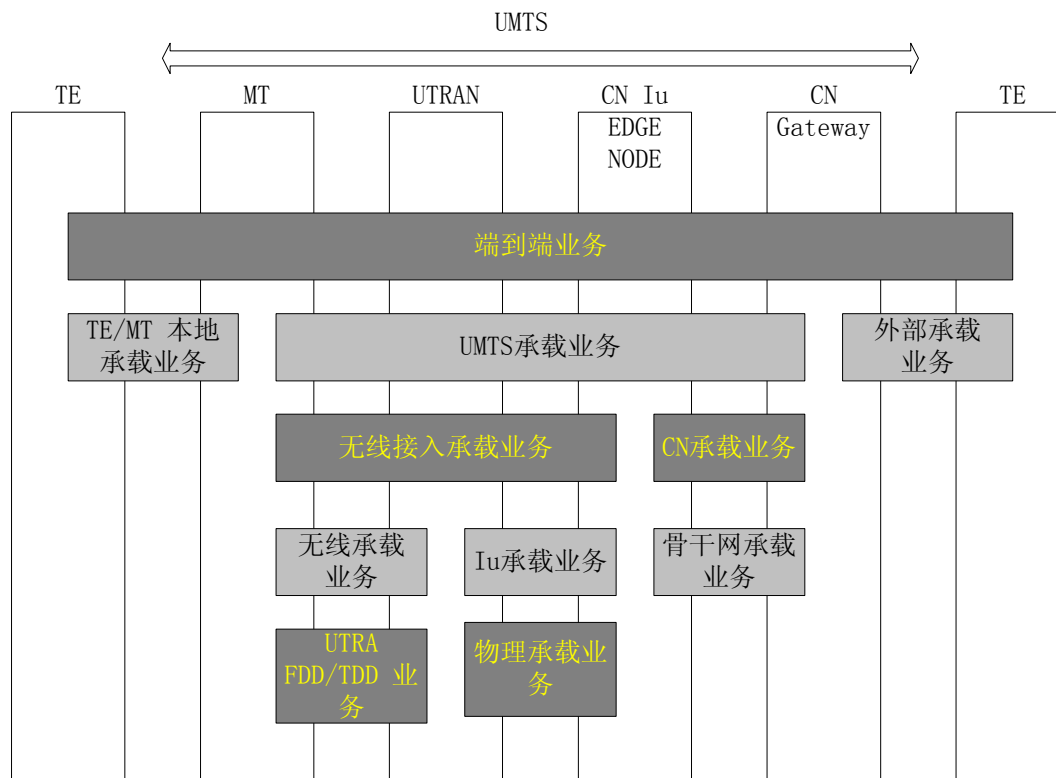 UMTS
TE
MT
UTRAN
CN Iu
EDGE
NODE
CN
Gateway
TE
端到端业务
TE/MT 本地
承载业务
UMTS承载业务
外部承载
业务
无线接入承载业务
CN承载业务
无线承载
业务
Iu承载业务
骨干网承载
业务
UTRA
FDD/TDD 业
务
物理承载业
务